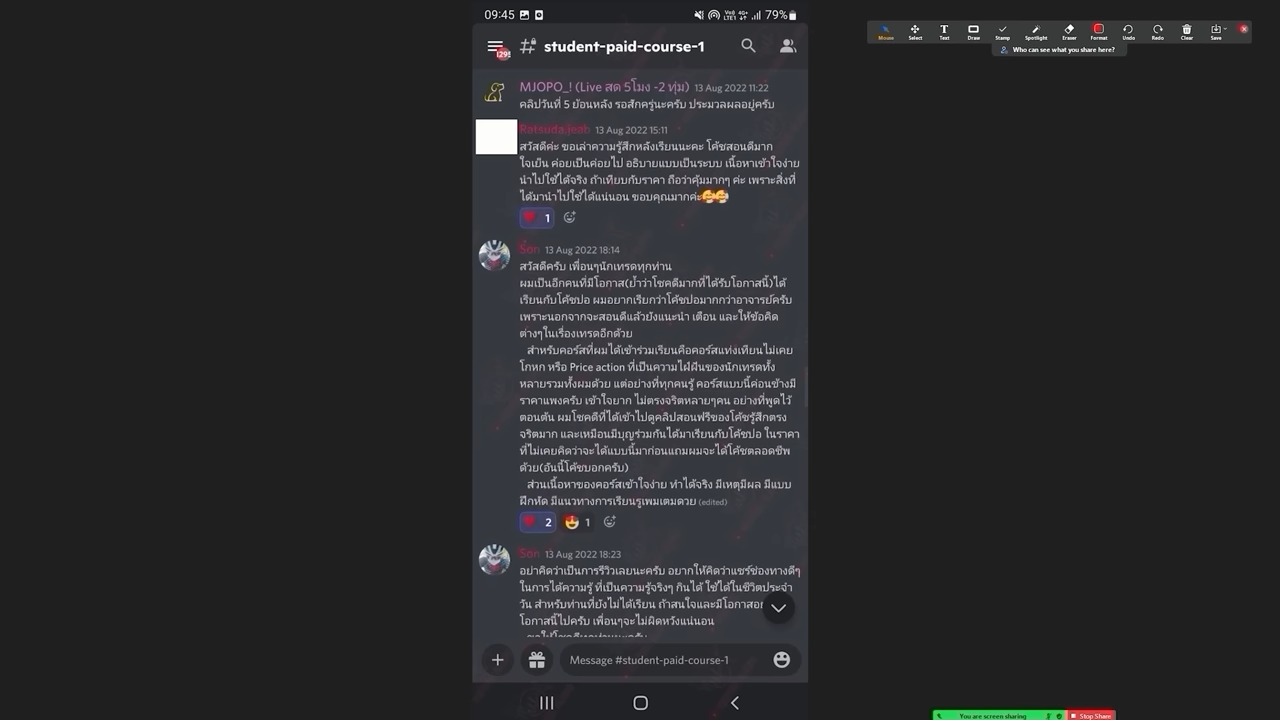 09:45
79%
Mouse
Select
Text
Draw
Stamp
Spotlight
Eraser
Format
Undo
Redo
Clear
Save
Who can see what you share here?
student-paid-course-1
MJOPO_! (Live สด 5โมง -2 ทุ่ม) 13 Aug 2022 11:22
คลิปวันที่ 5 ย้อนหลัง รอสักครู่นะครับ ประมวลผลอยู่ครับ
Ratsuda.jeab 13 Aug 2022 15:11
สวัสดีค่ะ ขอเล่าความรู้สึกหลังเรียนนะคะ โค้ชสอนดีมาก
ใจเย็น ค่อยเป็นค่อยไป อธิบายแบบเป็นระบบ เนื้อหาเข้าใจง่าย
นำไปใช้ได้จริง ถ้าเทียบกับราคา ถือว่าคุ้มมากๆ ค่ะ เพราะสิ่งที่
ได้มานำไปใช้ได้แน่นอน ขอบคุณมากค่ะ🥰🥰
1
Son 13 Aug 2022 18:14
สวัสดีครับ เพื่อนๆนักเทรดทุกท่าน
ผมเป็นอีกคนที่มีโอกาส(ย้ำว่าโชคดีมากที่ได้รับโอกาสนี้)ได้
เรียนกับโค้ชปอ ผมอยากเรียกว่าโค้ชปอมากกว่าอาจารย์ครับ
เพราะนอกจากจะสอนดีแล้วยังแนะนำ เตือน และให้ข้อคิด
ต่างๆในเรื่องเทรดอีกด้วย
สำหรับคอร์สที่ผมได้เข้าร่วมเรียนคือคอร์สแท่งเทียนไม่เคย
โกหก หรือ Price action ที่เป็นความใฝ่ฝันของนักเทรดทั้ง
หลายรวมทั้งผมด้วย แต่อย่างที่ทุกคนรู้ คอร์สแบบนี้ค่อนข้างมี
ราคาแพงครับ เข้าใจยาก ไม่ตรงจริตหลายๆคน อย่างที่พูดไว้
ตอนต้น ผมโชคดีที่ได้เข้าไปดูคลิปสอนฟรีของโค้ชรู้สึกตรง
จริตมาก และเหมือนมีบุญร่วมกันได้มาเรียนกับโค้ชปอ ในราคา
ที่ไม่เคยคิดว่าจะได้แบบนี้มาก่อนแถมผมจะได้โค้ชตลอดชีพ
ด้วย(อันนี้โค้ชบอกครับ)
ส่วนเนื้อหาของคอร์สเข้าใจง่าย ทำได้จริง มีเหตุมีผล มีแบบ
ฝึกหัด มีแนวทางการเรียนรู้เพิ่มเติมด้วย (edited)
2 1
Son 13 Aug 2022 18:23
อย่าคิดว่าเป็นการรีวิวเลยนะครับ อยากให้คิดว่าแชร์ช่องทางดีๆ
ในการได้ความรู้ ที่เป็นความรู้จริงๆ กินได้ ใช้ได้ในชีวิตประจำ
วัน สำหรับท่านที่ยังไม่ได้เรียน ถ้าสนใจและมีโอกาส
โอกาสนี้ไปครับ เพื่อนๆจะไม่ผิดหวังแน่นอน
Message #student-paid-course-1
You are screen sharing
Stop Share